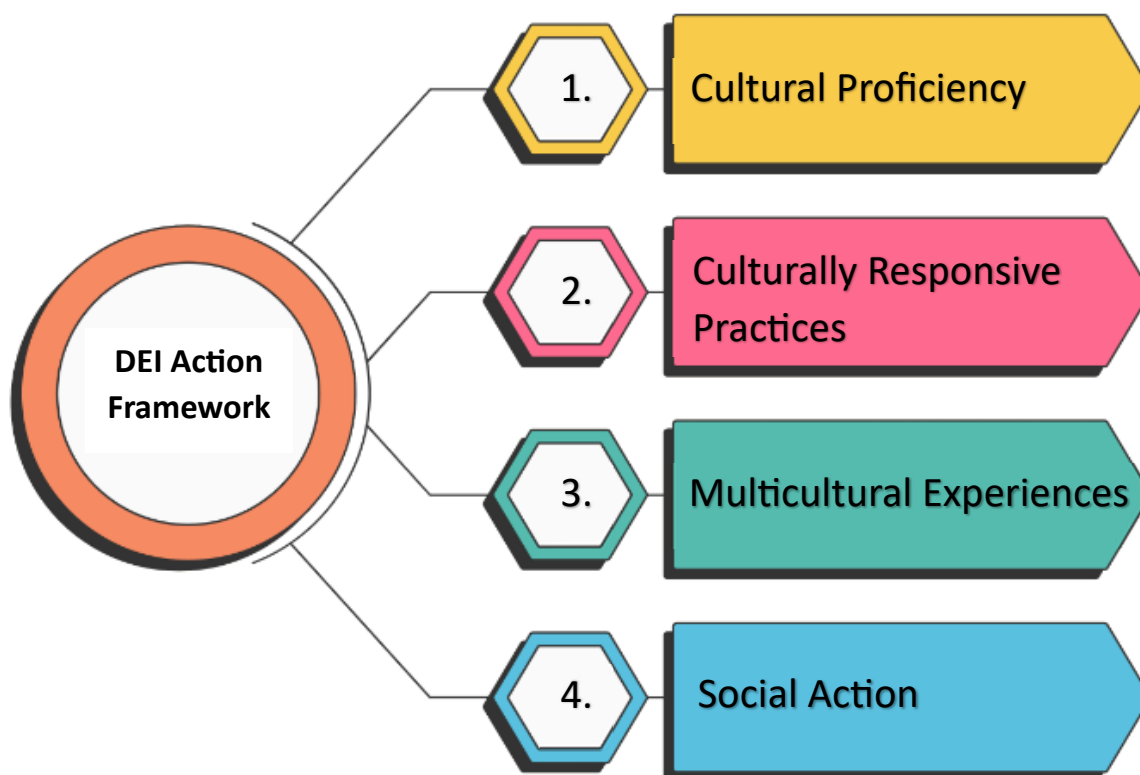 DEI Action
Framework
1.
Cultural Proficiency
2.
Culturally Responsive
Practices
3.
Multicultural Experiences
4.
Social Action